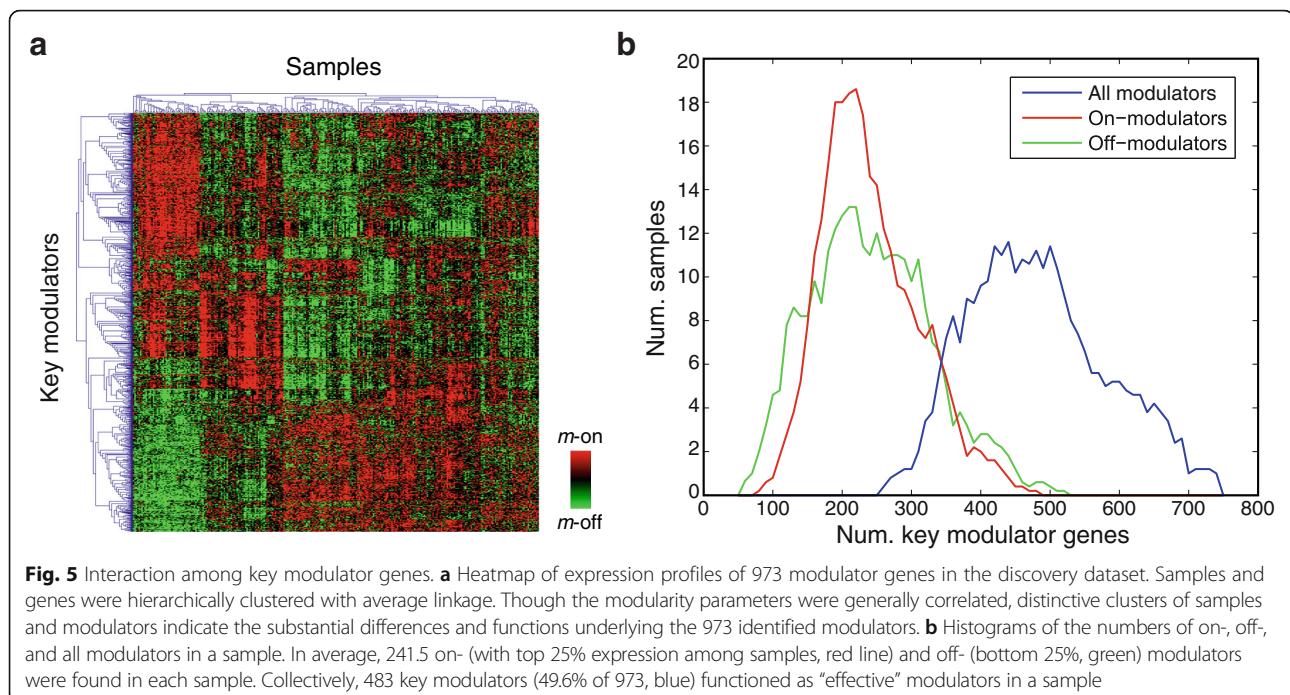 a
Samples
Key modulators
m-on
m-off
b
20
18
16
14
12
10
8
6
4
2
0
Num. samples
All modulators
On−modulators
Off−modulators
0 100 200 300 400 500 600 700 800
Num. key modulator genes
Fig. 5 Interaction among key modulator genes. a Heatmap of expression profiles of 973 modulator genes in the discovery dataset. Samples and
genes were hierarchically clustered with average linkage. Though the modularity parameters were generally correlated, distinctive clusters of samples
and modulators indicate the substantial differences and functions underlying the 973 identified modulators. b Histograms of the numbers of on-, off-,
and all modulators in a sample. In average, 241.5 on- (with top 25% expression among samples, red line) and off- (bottom 25%, green) modulators
were found in each sample. Collectively, 483 key modulators (49.6% of 973, blue) functioned as “effective” modulators in a sample